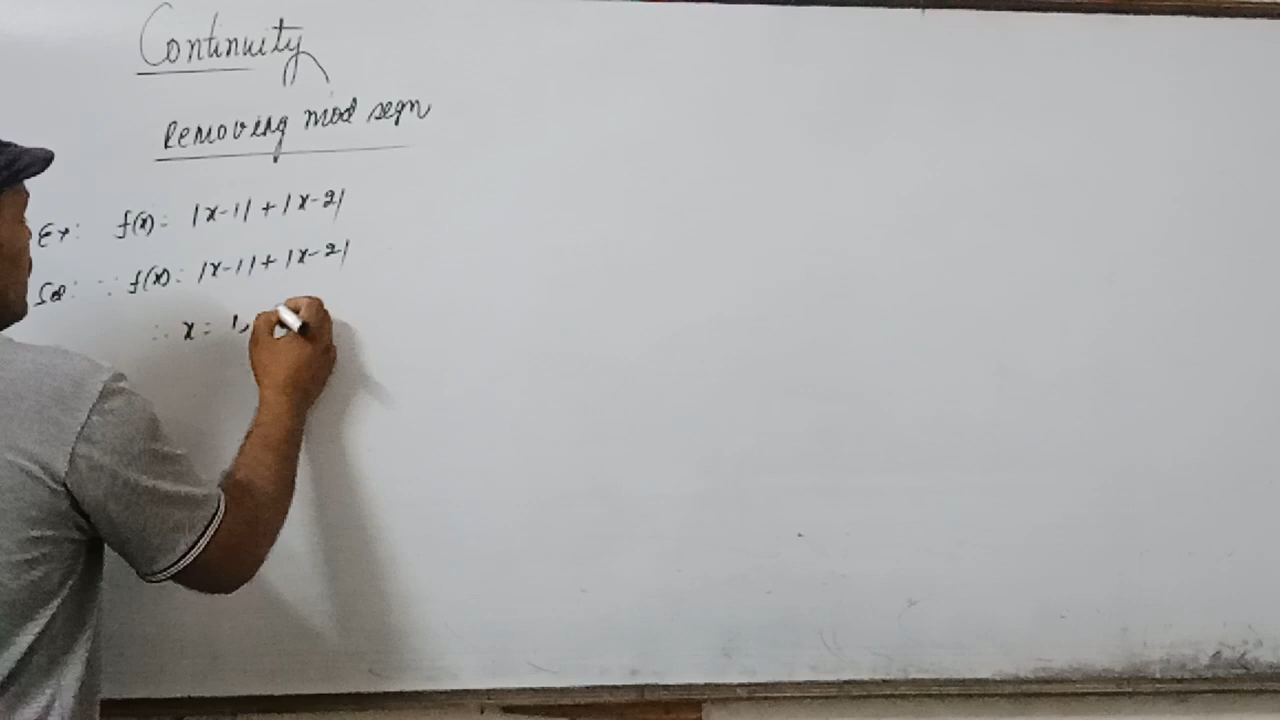 Continuity
Removing mod sign
Ex: f(x) = |x-1| + |x-2|
Sol: ∵ f(x) = |x-1| + |x-2|
∴ x = 1,